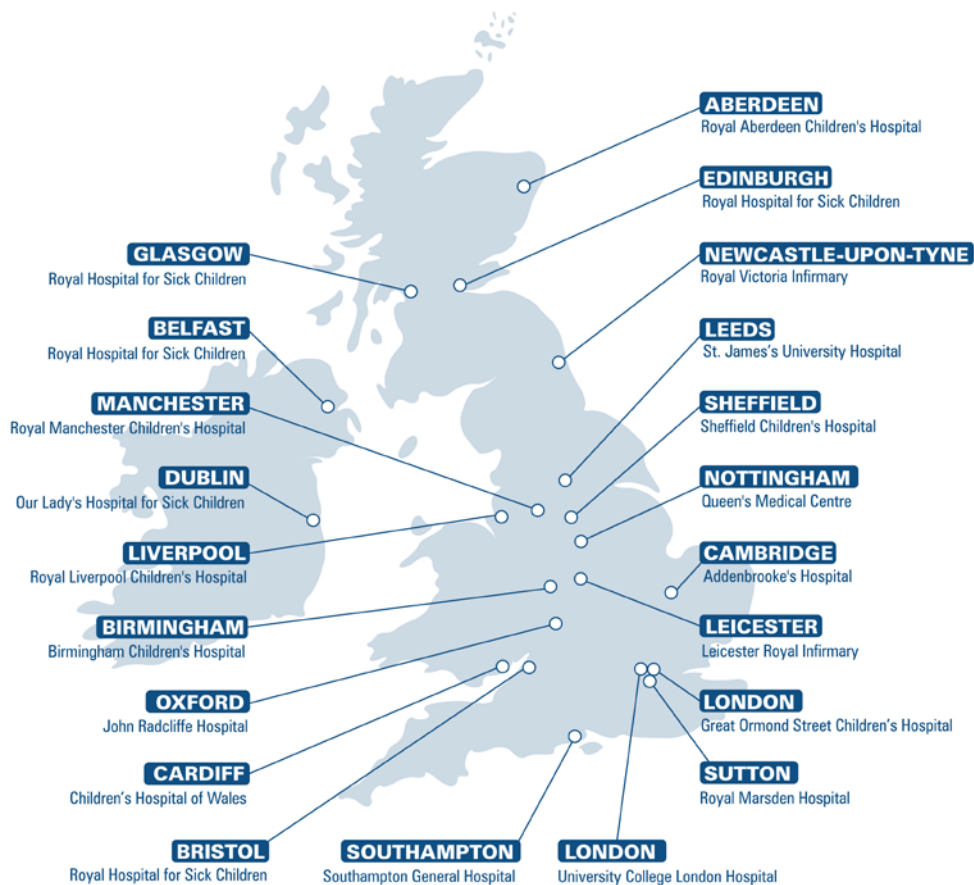 ABERDEEN
Royal Aberdeen Children's Hospital
EDINBURGH
Royal Hospital for Sick Children
GLASGOW
Royal Hospital for Sick Children
NEWCASTLE-UPON-TYNE
Royal Victoria Infirmary
BELFAST
Royal Hospital for Sick Children
LEEDS
St. James's University Hospital
MANCHESTER
Royal Manchester Children's Hospital
SHEFFIELD
Sheffield Children's Hospital
DUBLIN
Our Lady's Hospital for Sick Children
NOTTINGHAM
Queen's Medical Centre
LIVERPOOL
Royal Liverpool Children's Hospital
CAMBRIDGE
Addenbrooke's Hospital
BIRMINGHAM
Birmingham Children's Hospital
LEICESTER
Leicester Royal Infirmary
OXFORD
John Radcliffe Hospital
LONDON
Great Ormond Street Children's Hospital
CARDIFF
Children's Hospital of Wales
SUTTON
Royal Marsden Hospital
BRISTOL
Royal Hospital for Sick Children
SOUTHAMPTON
Southampton General Hospital
LONDON
University College London Hospital